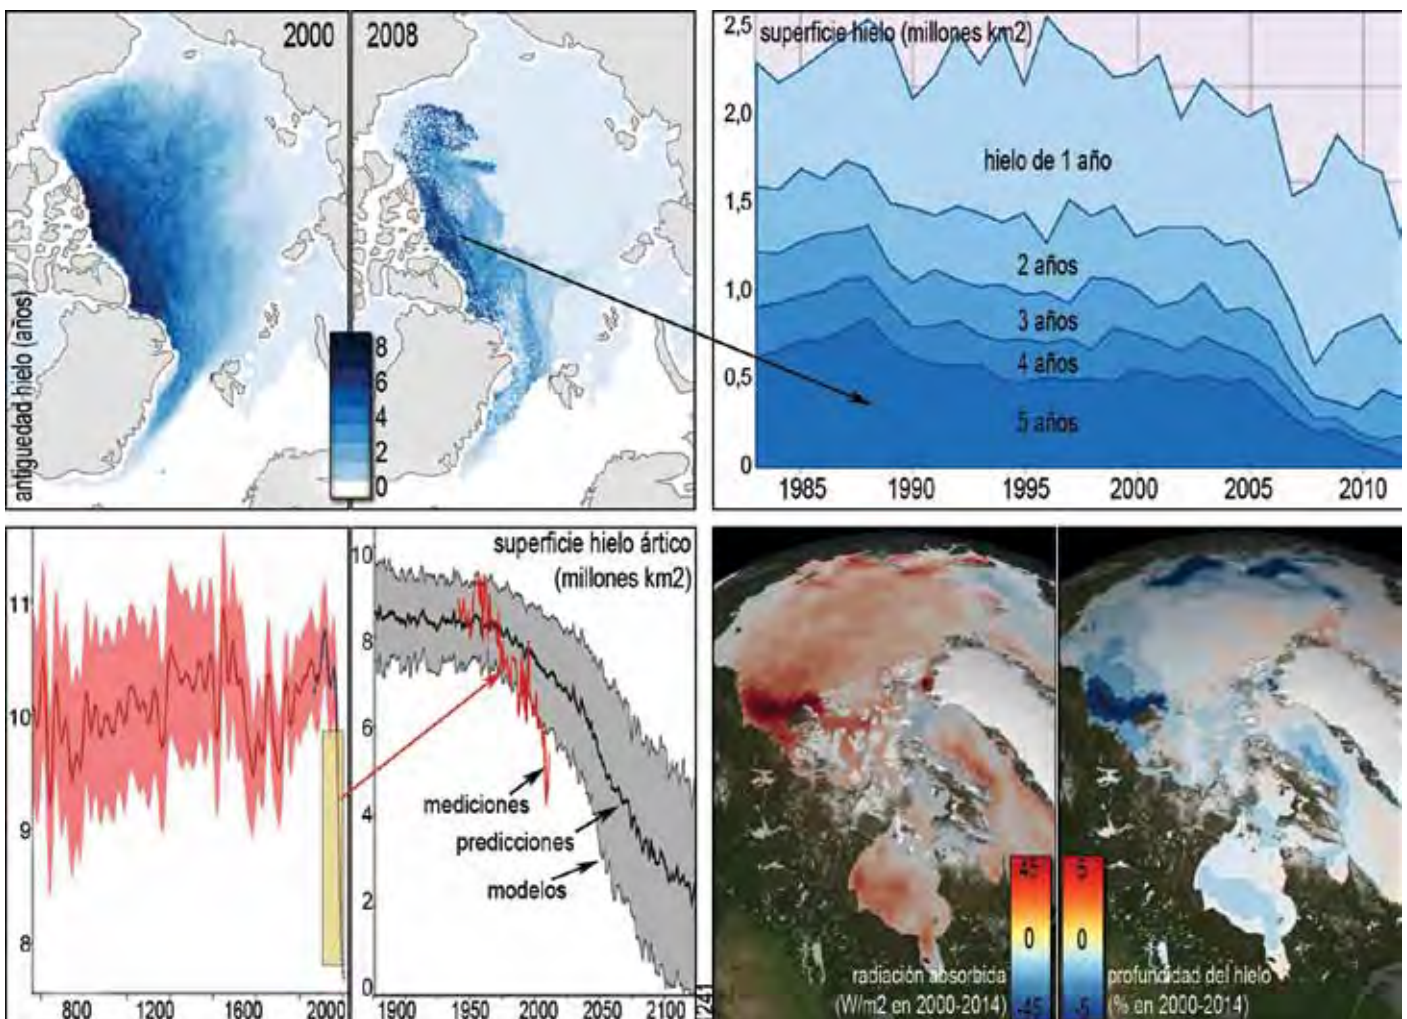 2000
2008
antiguedad hielo (años)
8
6
4
2
0
2,5
2,0
1,5
1,0
0,5
0
superficie hielo (millones km2)
hielo de 1 año
2 años
3 años
4 años
5 años
1985
1990
1995
2000
2005
2010
11
10
9
8
800
1200
1600
2000
10
8
6
4
2
0
superficie hielo ártico
(millones km2)
mediciones
predicciones
modelos
1900
1950
2000
2050
2100
45
0
-45
radiación absorbida
(W/m2 en 2000-2014)
5
0
-5
profundidad del hielo
(% en 2000-2014)